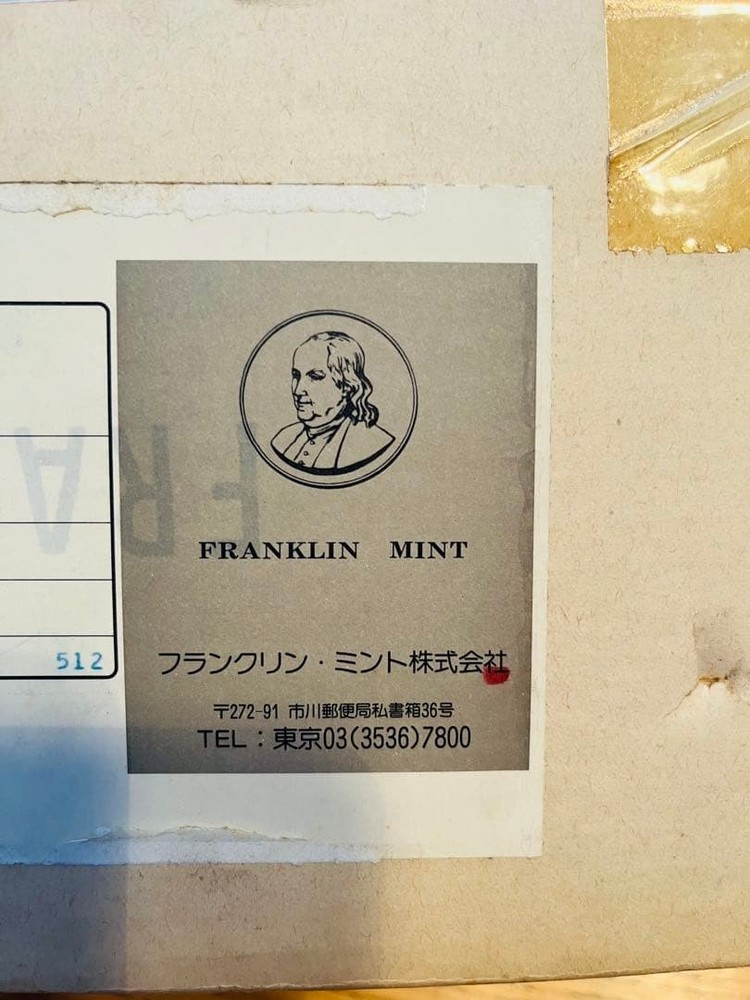 FRA
FRANKLIN MINT
512
フランクリン・ミント株式会社
〒272-91 市川郵便局私書箱36号
TEL：東京03(3536)7800